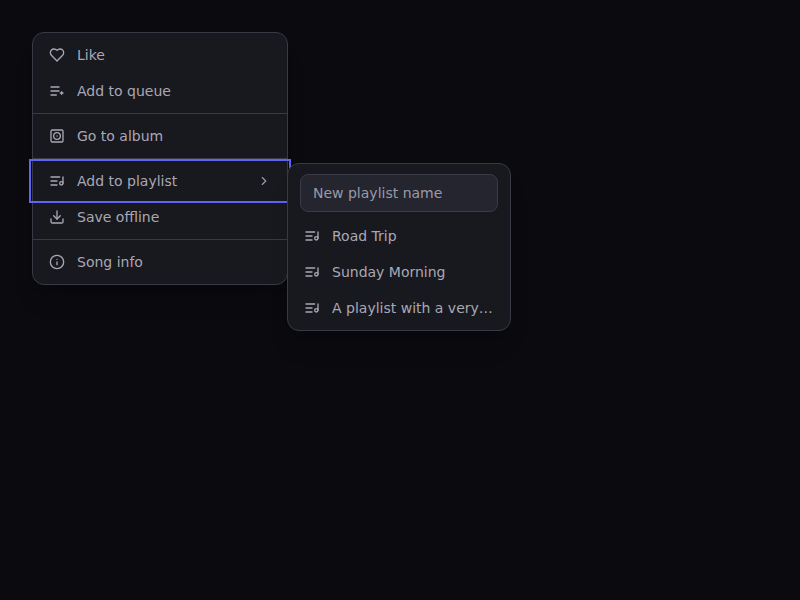 Like
Add to queue
Go to album
Add to playlist
Save offline
Song info
New playlist name
Road Trip
Sunday Morning
A playlist with a very…